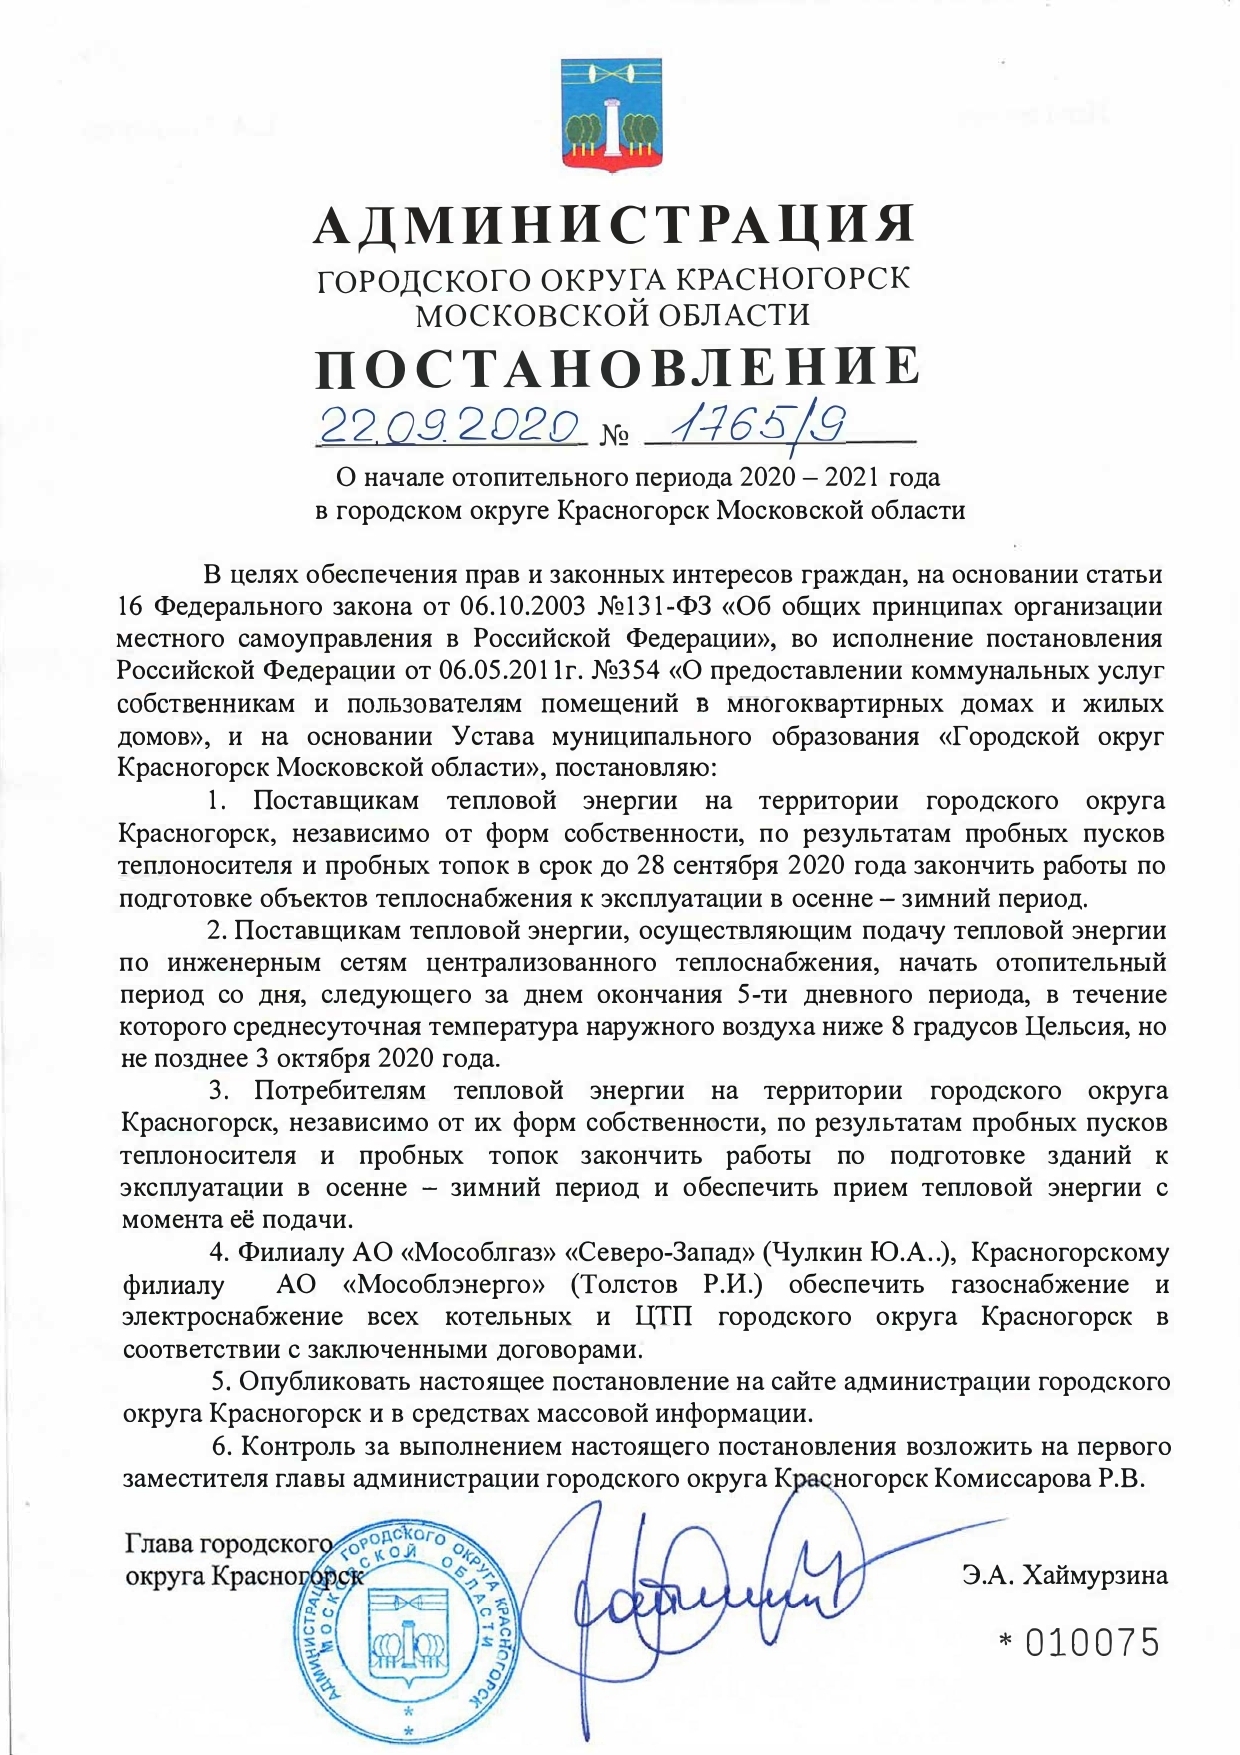 АДМИНИСТРАЦИЯ
ГОРОДСКОГО ОКРУГА КРАСНОГОРСК
МОСКОВСКОЙ ОБЛАСТИ
ПОСТАНОВЛЕНИЕ
22.09.2020 № 1765/9
О начале отопительного периода 2020 – 2021 года
в городском округе Красногорск Московской области
В целях обеспечения прав и законных интересов граждан, на основании статьи
16 Федерального закона от 06.10.2003 №131-ФЗ «Об общих принципах организации
местного самоуправления в Российской Федерации», во исполнение постановления
Российской Федерации от 06.05.2011г. №354 «О предоставлении коммунальных услуг
собственникам и пользователям помещений в многоквартирных домах и жилых
домов», и на основании Устава муниципального образования «Городской округ
Красногорск Московской области», постановляю:
1. Поставщикам тепловой энергии на территории городского округа
Красногорск, независимо от форм собственности, по результатам пробных пусков
теплоносителя и пробных топок в срок до 28 сентября 2020 года закончить работы по
подготовке объектов теплоснабжения к эксплуатации в осенне – зимний период.
2. Поставщикам тепловой энергии, осуществляющим подачу тепловой энергии
по инженерным сетям централизованного теплоснабжения, начать отопительный
период со дня, следующего за днем окончания 5-ти дневного периода, в течение
которого среднесуточная температура наружного воздуха ниже 8 градусов Цельсия, но
не позднее 3 октября 2020 года.
3. Потребителям тепловой энергии на территории городского округа
Красногорск, независимо от их форм собственности, по результатам пробных пусков
теплоносителя и пробных топок закончить работы по подготовке зданий к
эксплуатации в осенне – зимний период и обеспечить прием тепловой энергии с
момента её подачи.
4. Филиалу АО «Мособлгаз» «Северо-Запад» (Чулкин Ю.А..), Красногорскому
филиалу АО «Мособлэнерго» (Толстов Р.И.) обеспечить газоснабжение и
электроснабжение всех котельных и ЦТП городского округа Красногорск в
соответствии с заключенными договорами.
5. Опубликовать настоящее постановление на сайте администрации городского
округа Красногорск и в средствах массовой информации.
6. Контроль за выполнением настоящего постановления возложить на первого
заместителя главы администрации городского округа Красногорск Комиссарова Р.В.
Глава городского
округа Красногорск
Э.А. Хаймурзина
АДМИНИСТРАЦИЯ ГОРОДСКОГО ОКРУГА КРАСНОГОРСК
МОСКОВСКОЙ ОБЛАСТИ
* 010075